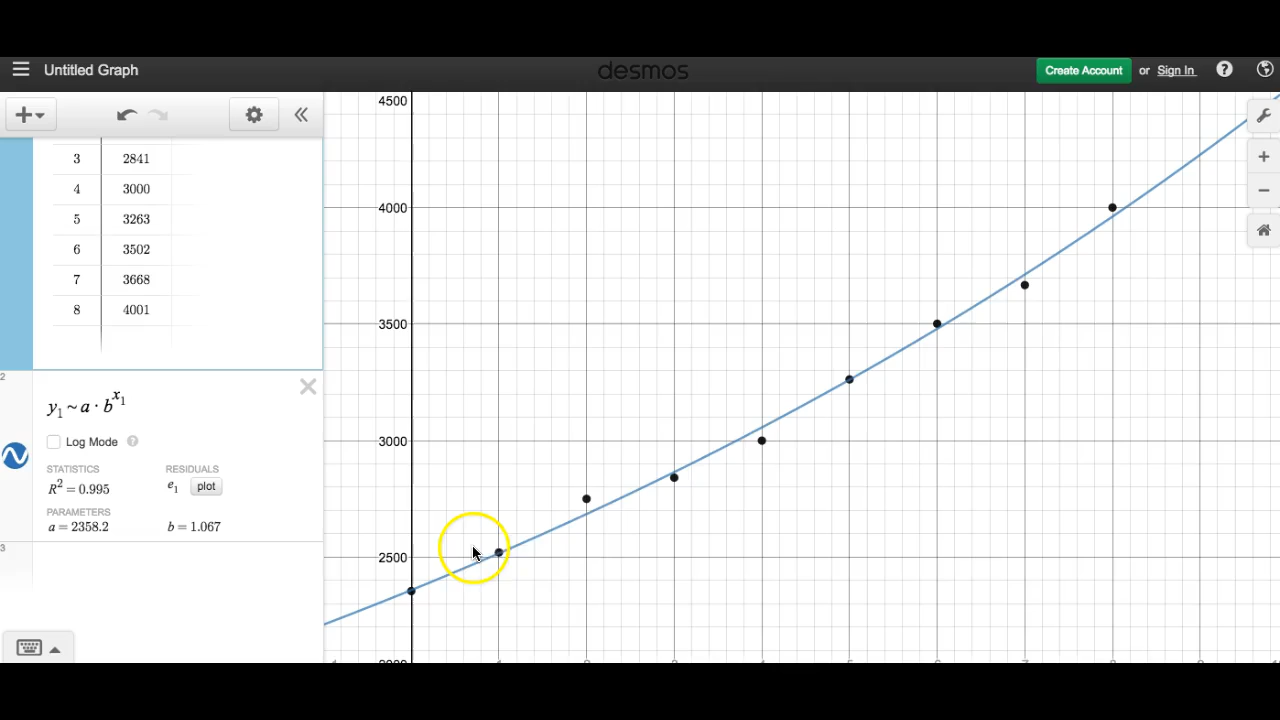 Untitled Graph
desmos
Create Account or Sign In ?
3 2841
4 3000
5 3263
6 3502
7 3668
8 4001
2
y₁ ~ a · b^x₁
Log Mode ?
STATISTICS RESIDUALS
R² = 0.995 e₁ plot
PARAMETERS
a = 2358.2 b = 1.067
3
4500
4000
3500
3000
2500